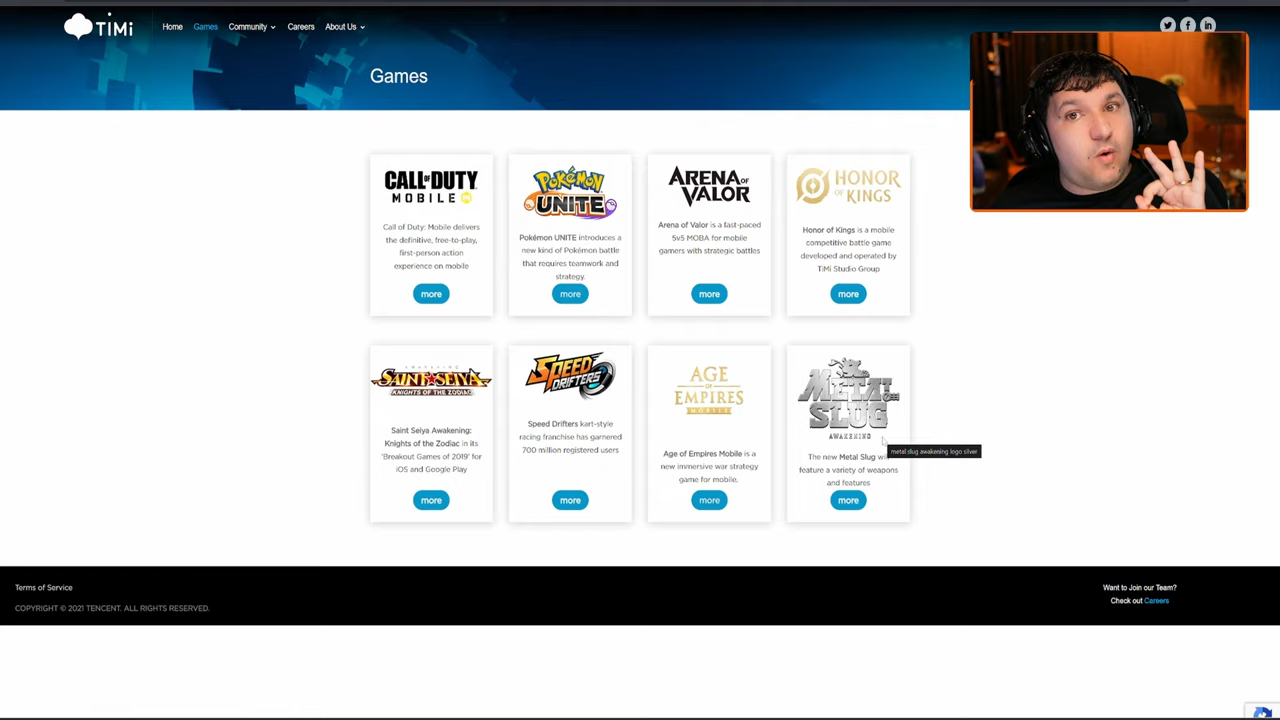 TiMi
Home Games Community Careers About Us
Games
CALL OF DUTY
MOBILE
Call of Duty: Mobile delivers
the definitive, free-to-play,
first-person action
experience on mobile
more
POKéMON
UNITE
Pokémon UNITE introduces a
new kind of Pokémon battle
that requires teamwork and
strategy.
more
ARENA OF
VALOR
Arena of Valor is a fast-paced
5v5 MOBA for mobile
gamers with strategic battles
more
HONOR
OF KINGS
Honor of Kings is a mobile
competitive battle game
developed and operated by
TiMi Studio Group
more
AWAKENING
SAINT SEIYA
KNIGHTS OF THE ZODIAC
Saint Seiya Awakening:
Knights of the Zodiac in its
'Breakout Games of 2019' for
iOS and Google Play
more
SPEED
DRIFTERS
Speed Drifters kart-style
racing franchise has garnered
700 million registered users
more
AGE
OF
EMPIRES
MOBILE
Age of Empires Mobile is a
new immersive war strategy
game for mobile.
more
METAL
SLUG
AWAKENING
metal slug awakening logo silver
The new Metal Slug
feature a variety of weapons
and features
more
Terms of Service
COPYRIGHT © 2021 TENCENT. ALL RIGHTS RESERVED.
Want to Join our Team?
Check out Careers